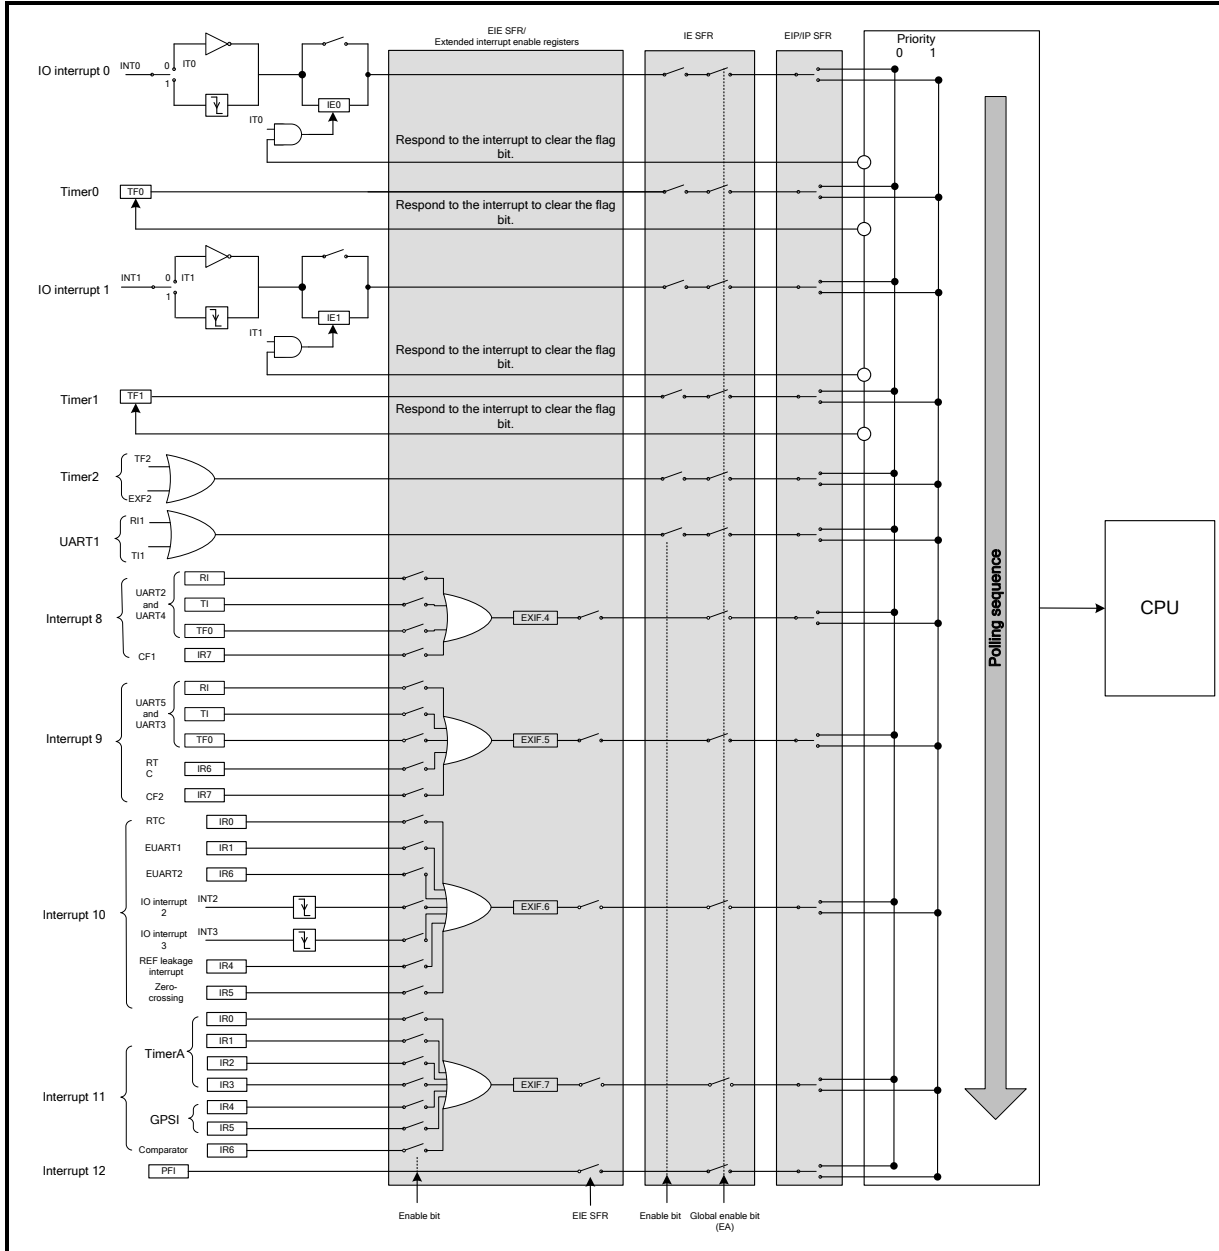 EIE SFR/
Extended interrupt enable registers
IE SFR
EIP/IP SFR
Priority
0 1
IO interrupt 0
INT0
0
IT0
1
IE0
IT0
Respond to the interrupt to clear the flag
bit.
Timer0
TF0
Respond to the interrupt to clear the flag
bit.
IO interrupt 1
INT1
0
IT1
1
IE1
IT1
Respond to the interrupt to clear the flag
bit.
Timer1
TF1
Respond to the interrupt to clear the flag
bit.
Timer2
TF2
EXF2
UART1
RI1
TI1
Interrupt 8
UART2
and
UART4
RI
TI
TF0
CF1
IR7
EXIF.4
Interrupt 9
UART5
and
UART3
RI
TI
TF0
RT
C
IR6
CF2
IR7
EXIF.5
Interrupt 10
RTC
IR0
EUART1
IR1
EUART2
IR6
IO interrupt
2
INT2
IO interrupt
3
INT3
REF leakage
interrupt
IR4
Zero-
crossing
IR5
EXIF.6
Interrupt 11
TimerA
IR0
IR1
IR2
IR3
GPSI
IR4
IR5
Comparator
IR6
EXIF.7
Interrupt 12
PFI
Polling sequence
CPU
Enable bit
EIE SFR
Enable bit
Global enable bit
(EA)